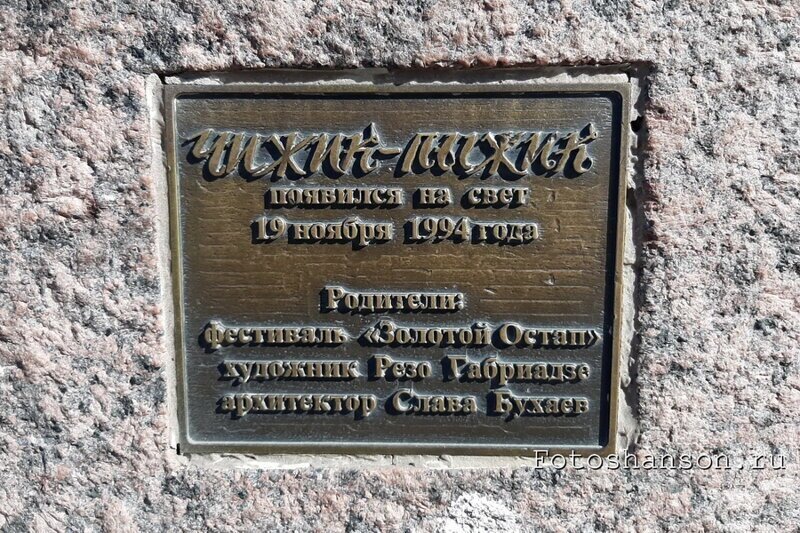 Чижик-Пыжик
появился на свет
19 ноября 1994 года
Родители:
фестиваль «Золотой Остап»
художник Резо Габриадзе
архитектор Слава Бухаев
Fotoshanson.ru